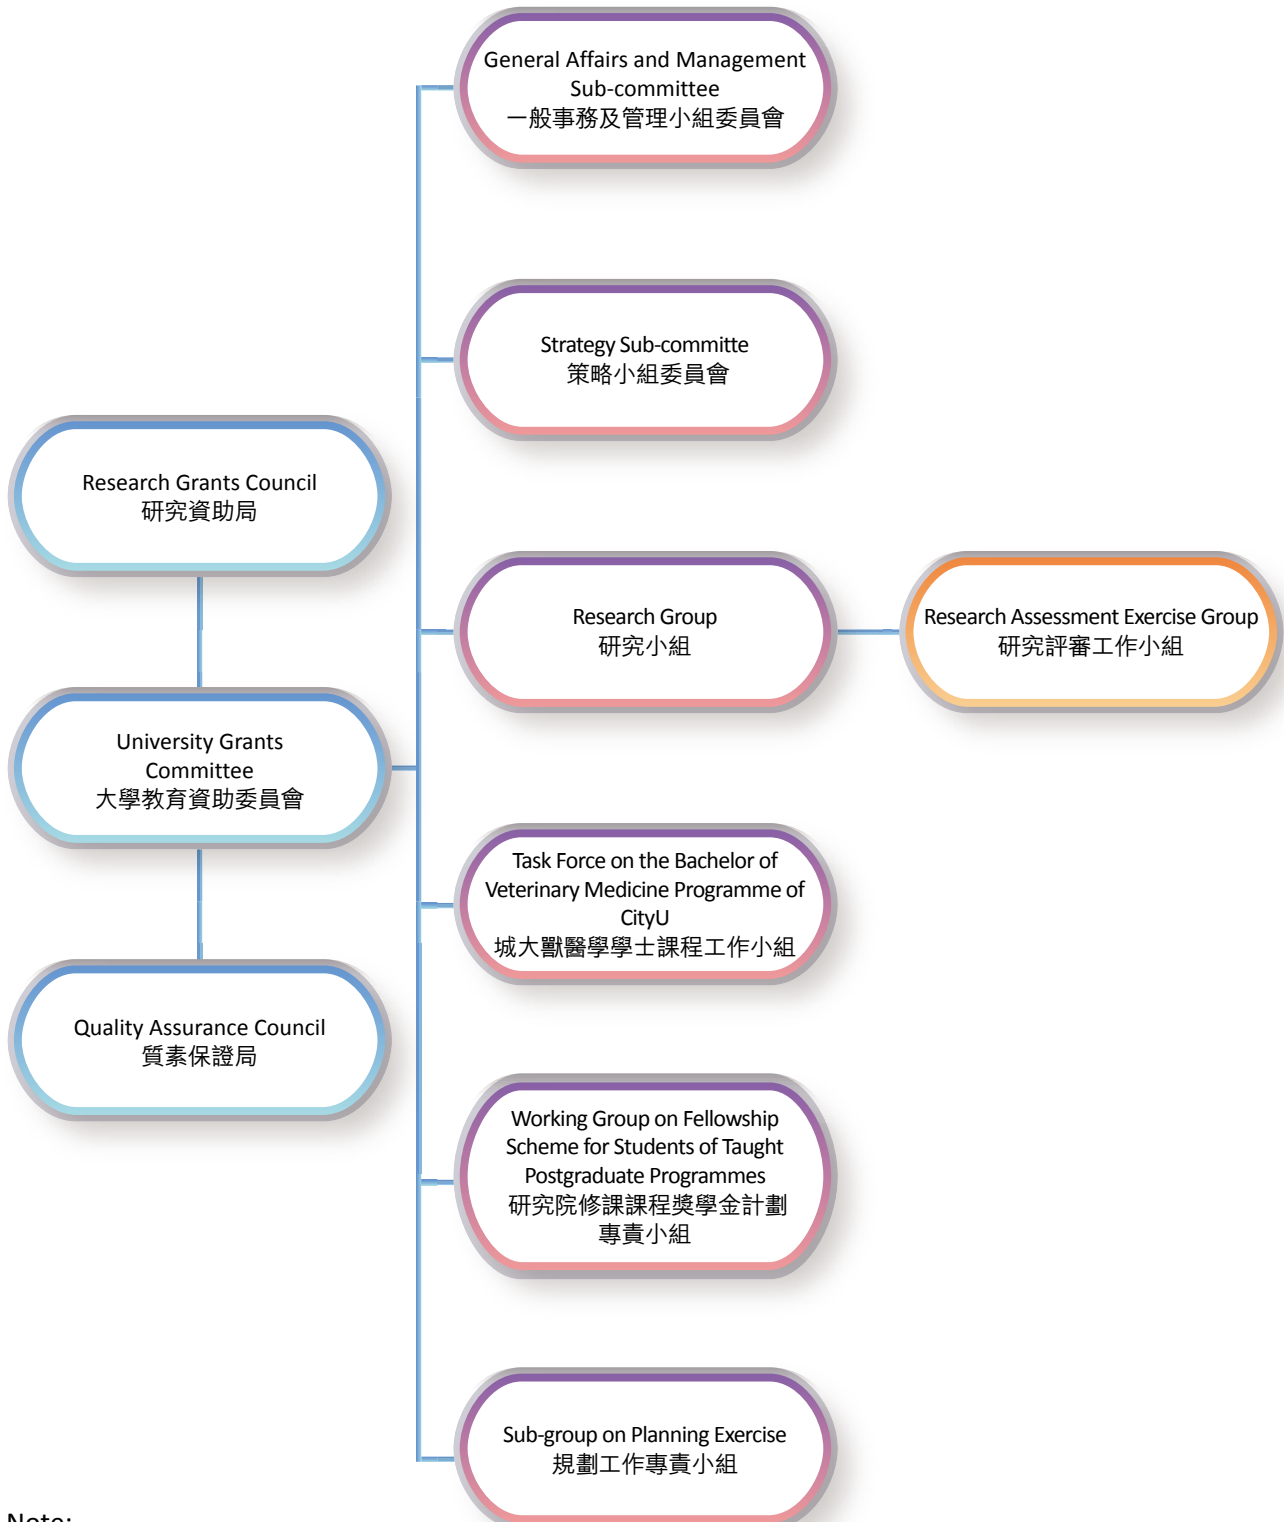 General Affairs and Management
Sub-committee
一般事務及管理小組委員會
Strategy Sub-committe
策略小組委員會
Research Grants Council
研究資助局
Research Group
研究小組
Research Assessment Exercise Group
研究評審工作小組
University Grants
Committee
大學教育資助委員會
Task Force on the Bachelor of
Veterinary Medicine Programme of
CityU
城大獸醫學學士課程工作小組
Quality Assurance Council
質素保證局
Working Group on Fellowship
Scheme for Students of Taught
Postgraduate Programmes
研究院修課課程獎學金計劃
專責小組
Sub-group on Planning Exercise
規劃工作專責小組
Note: